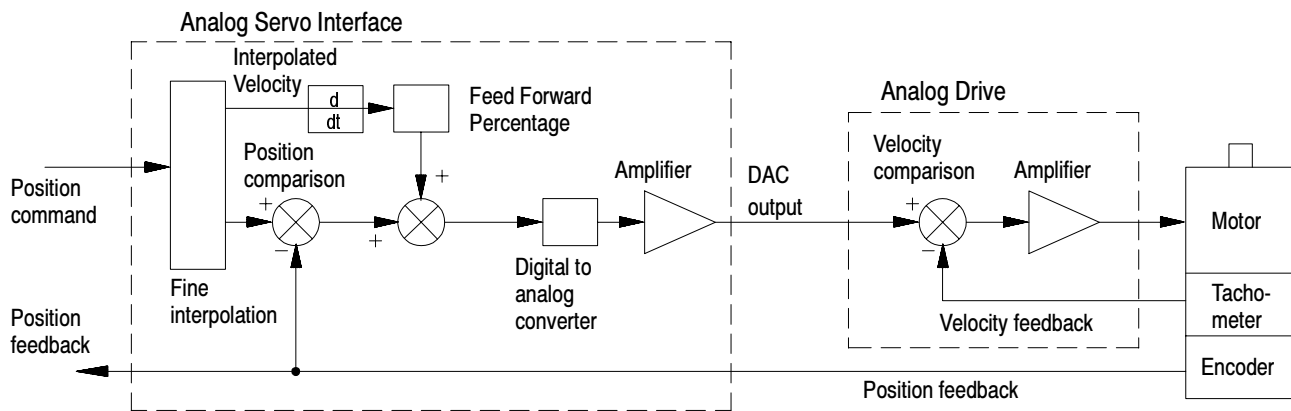 Analog Servo Interface
Interpolated
Velocity
d
dt
Feed Forward
Percentage
Analog Drive
Position
comparison
Amplifier
DAC
output
Velocity
comparison
Amplifier
Position
command
+
+
+
−
+
−
Motor
Fine
interpolation
Digital to
analog
converter
Tacho-
meter
Position
feedback
Velocity feedback
Encoder
Position feedback